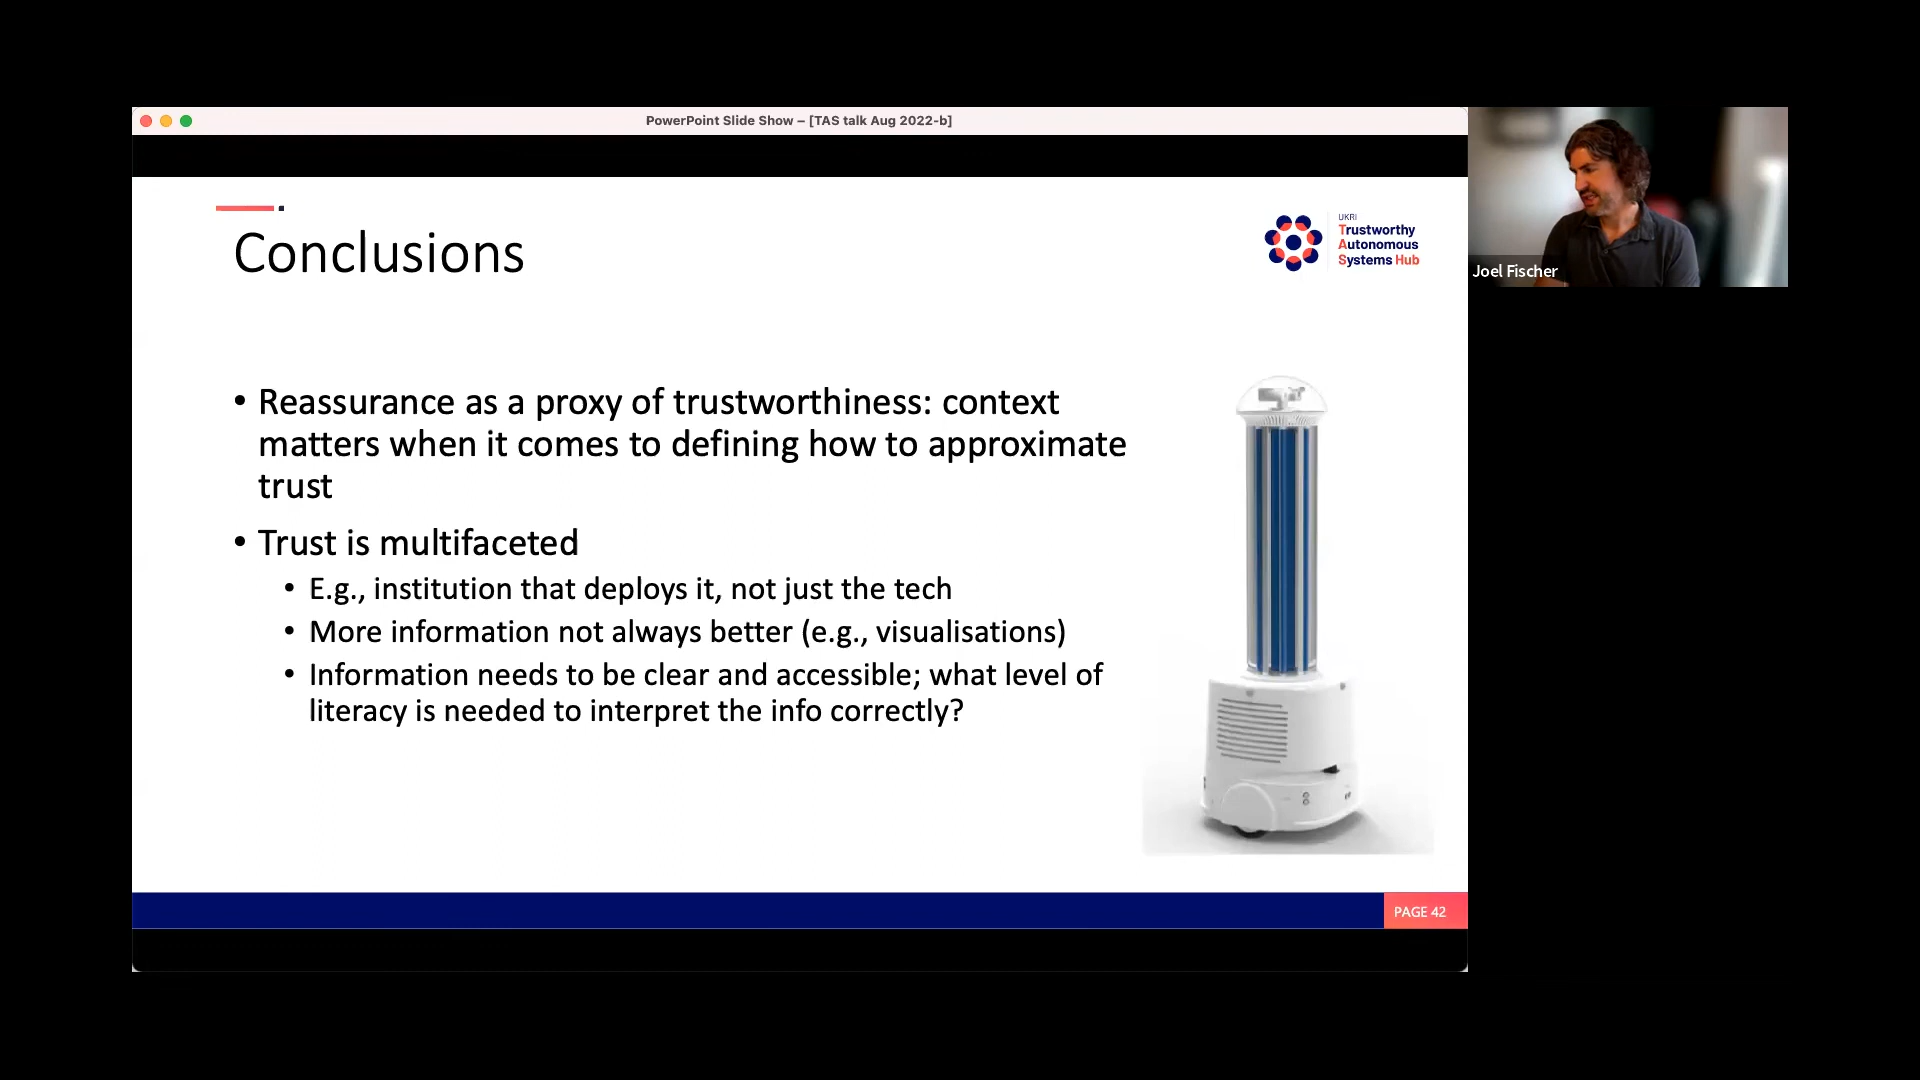 PowerPoint Slide Show – [TAS talk Aug 2022-b]
Conclusions
UKRI
Trustworthy
Autonomous
Systems Hub
Joel Fischer
• Reassurance as a proxy of trustworthiness: context
matters when it comes to defining how to approximate
trust
• Trust is multifaceted
• E.g., institution that deploys it, not just the tech
• More information not always better (e.g., visualisations)
• Information needs to be clear and accessible; what level of
literacy is needed to interpret the info correctly?
PAGE 42